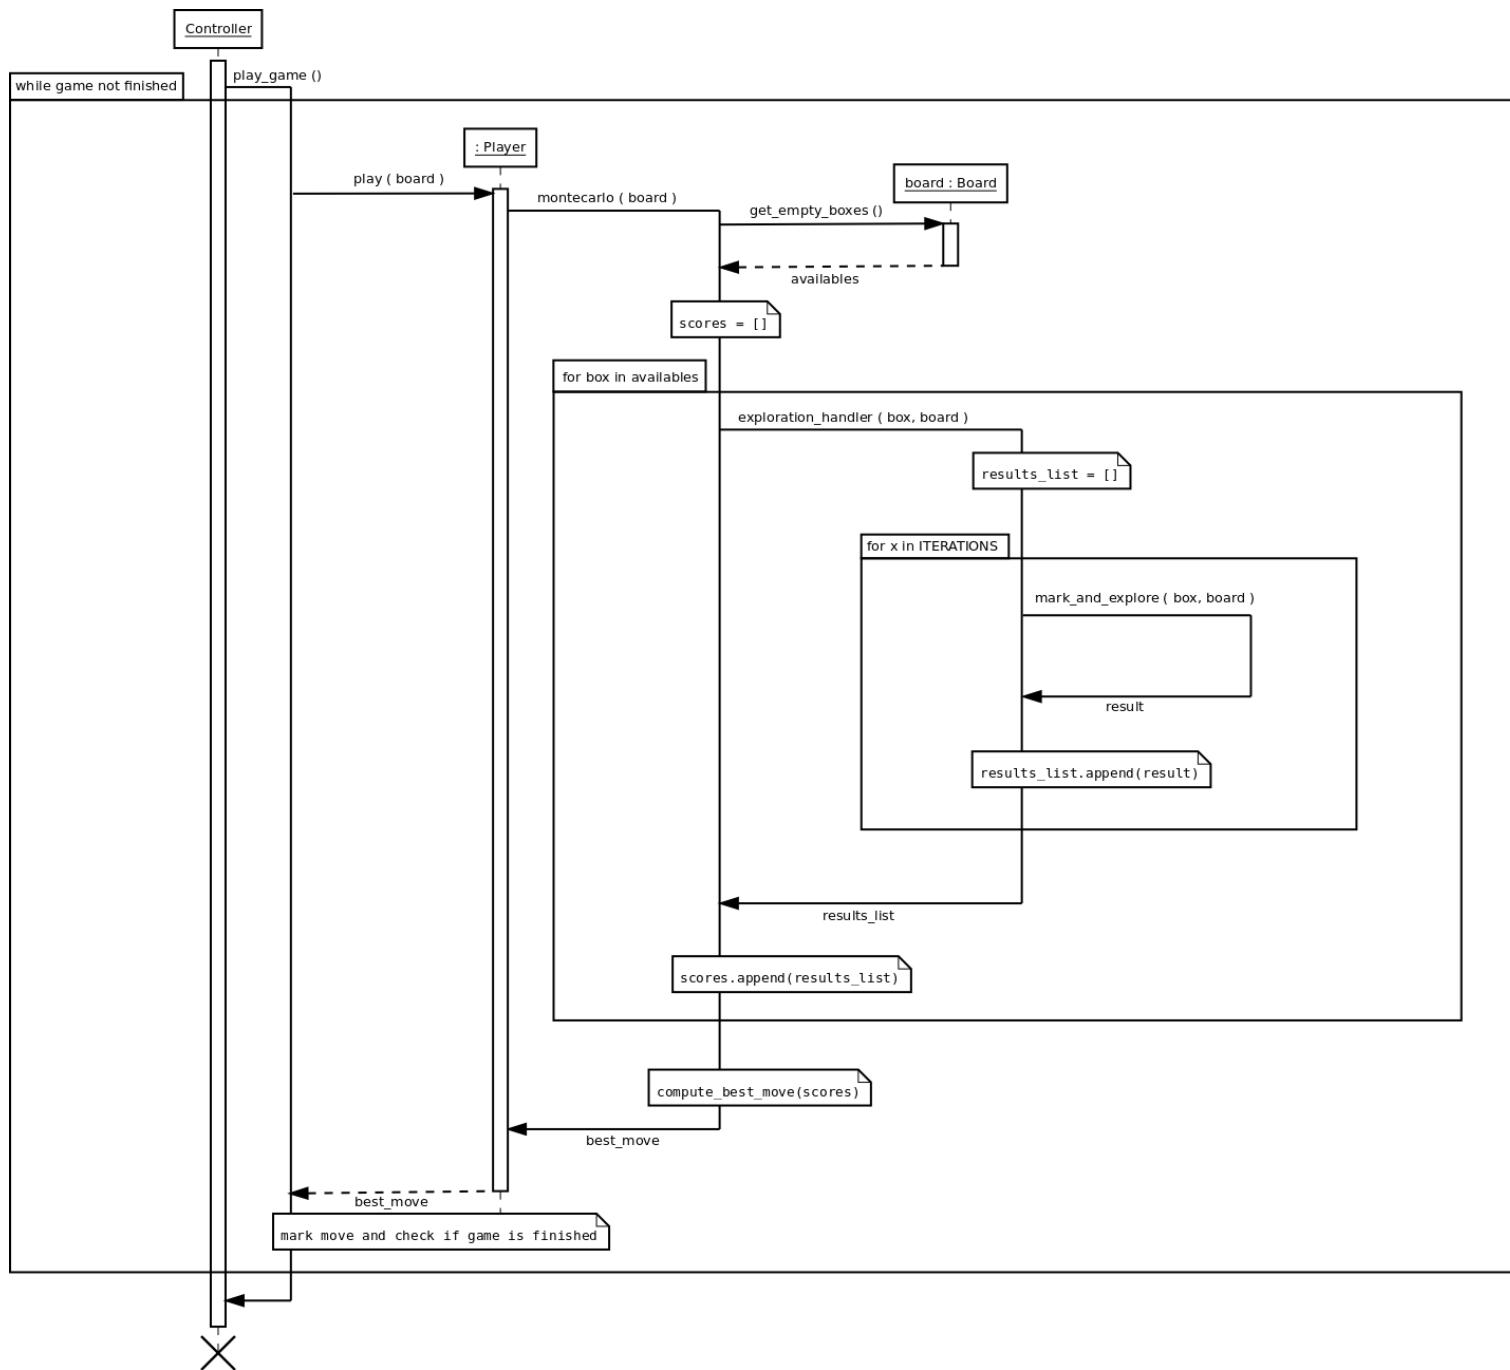 Controller
play_game ()
while game not finished
: Player
play ( board )
board : Board
montecarlo ( board )
get_empty_boxes ()
availables
scores = []
for box in availables
exploration_handler ( box, board )
results_list = []
for x in ITERATIONS
mark_and_explore ( box, board )
result
results_list.append(result)
results_list
scores.append(results_list)
compute_best_move(scores)
best_move
best_move
mark move and check if game is finished